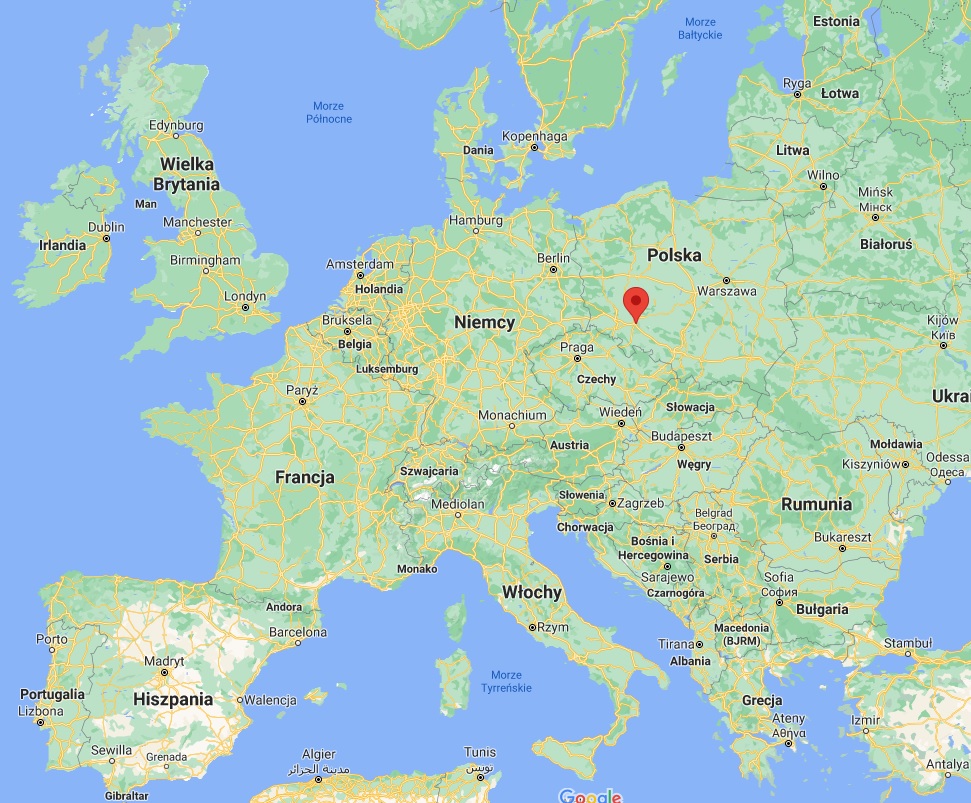 Estonia
Morze
Bałtyckie
Ryga
Łotwa
Morze
Północne
Edynburg
Kopenhaga
Dania
Litwa
Wielka
Brytania
Wilno
Mińsk
Мінск
Man
Manchester
Hamburg
Dublin
Irlandia
Białoruś
Polska
Birmingham
Berlin
Amsterdam
Holandia
Warszawa
Londyn
Bruksela
Niemcy
Kijów
Київ
Belgia
Praga
Luksemburg
Czechy
Paryż
Ukrai
Słowacja
Monachium
Wiedeń
Budapeszt
Austria
Mołdawia
Odessa
Одеса
Węgry
Kiszyniów
Szwajcaria
Francja
Słowenia
Zagrzeb
Mediolan
Rumunia
Belgrad
Београд
Chorwacja
Bukareszt
Bośnia i
Hercegowina
Serbia
Monako
Sarajewo
Sofia
София
Włochy
Czarnogóra
Andora
Bułgaria
Rzym
Macedonia
(BJRM)
Barcelona
Porto
Tirana
Stambuł
Madryt
Albania
Morze
Tyrreńskie
Portugalia
Hiszpania
Walencja
Grecja
Lizbona
Ateny
Αθήνα
Izmir
Sewilla
Grenada
Algier
مدينة الجزائر
Tunis
تونس
Antalya
Gibraltar
Google